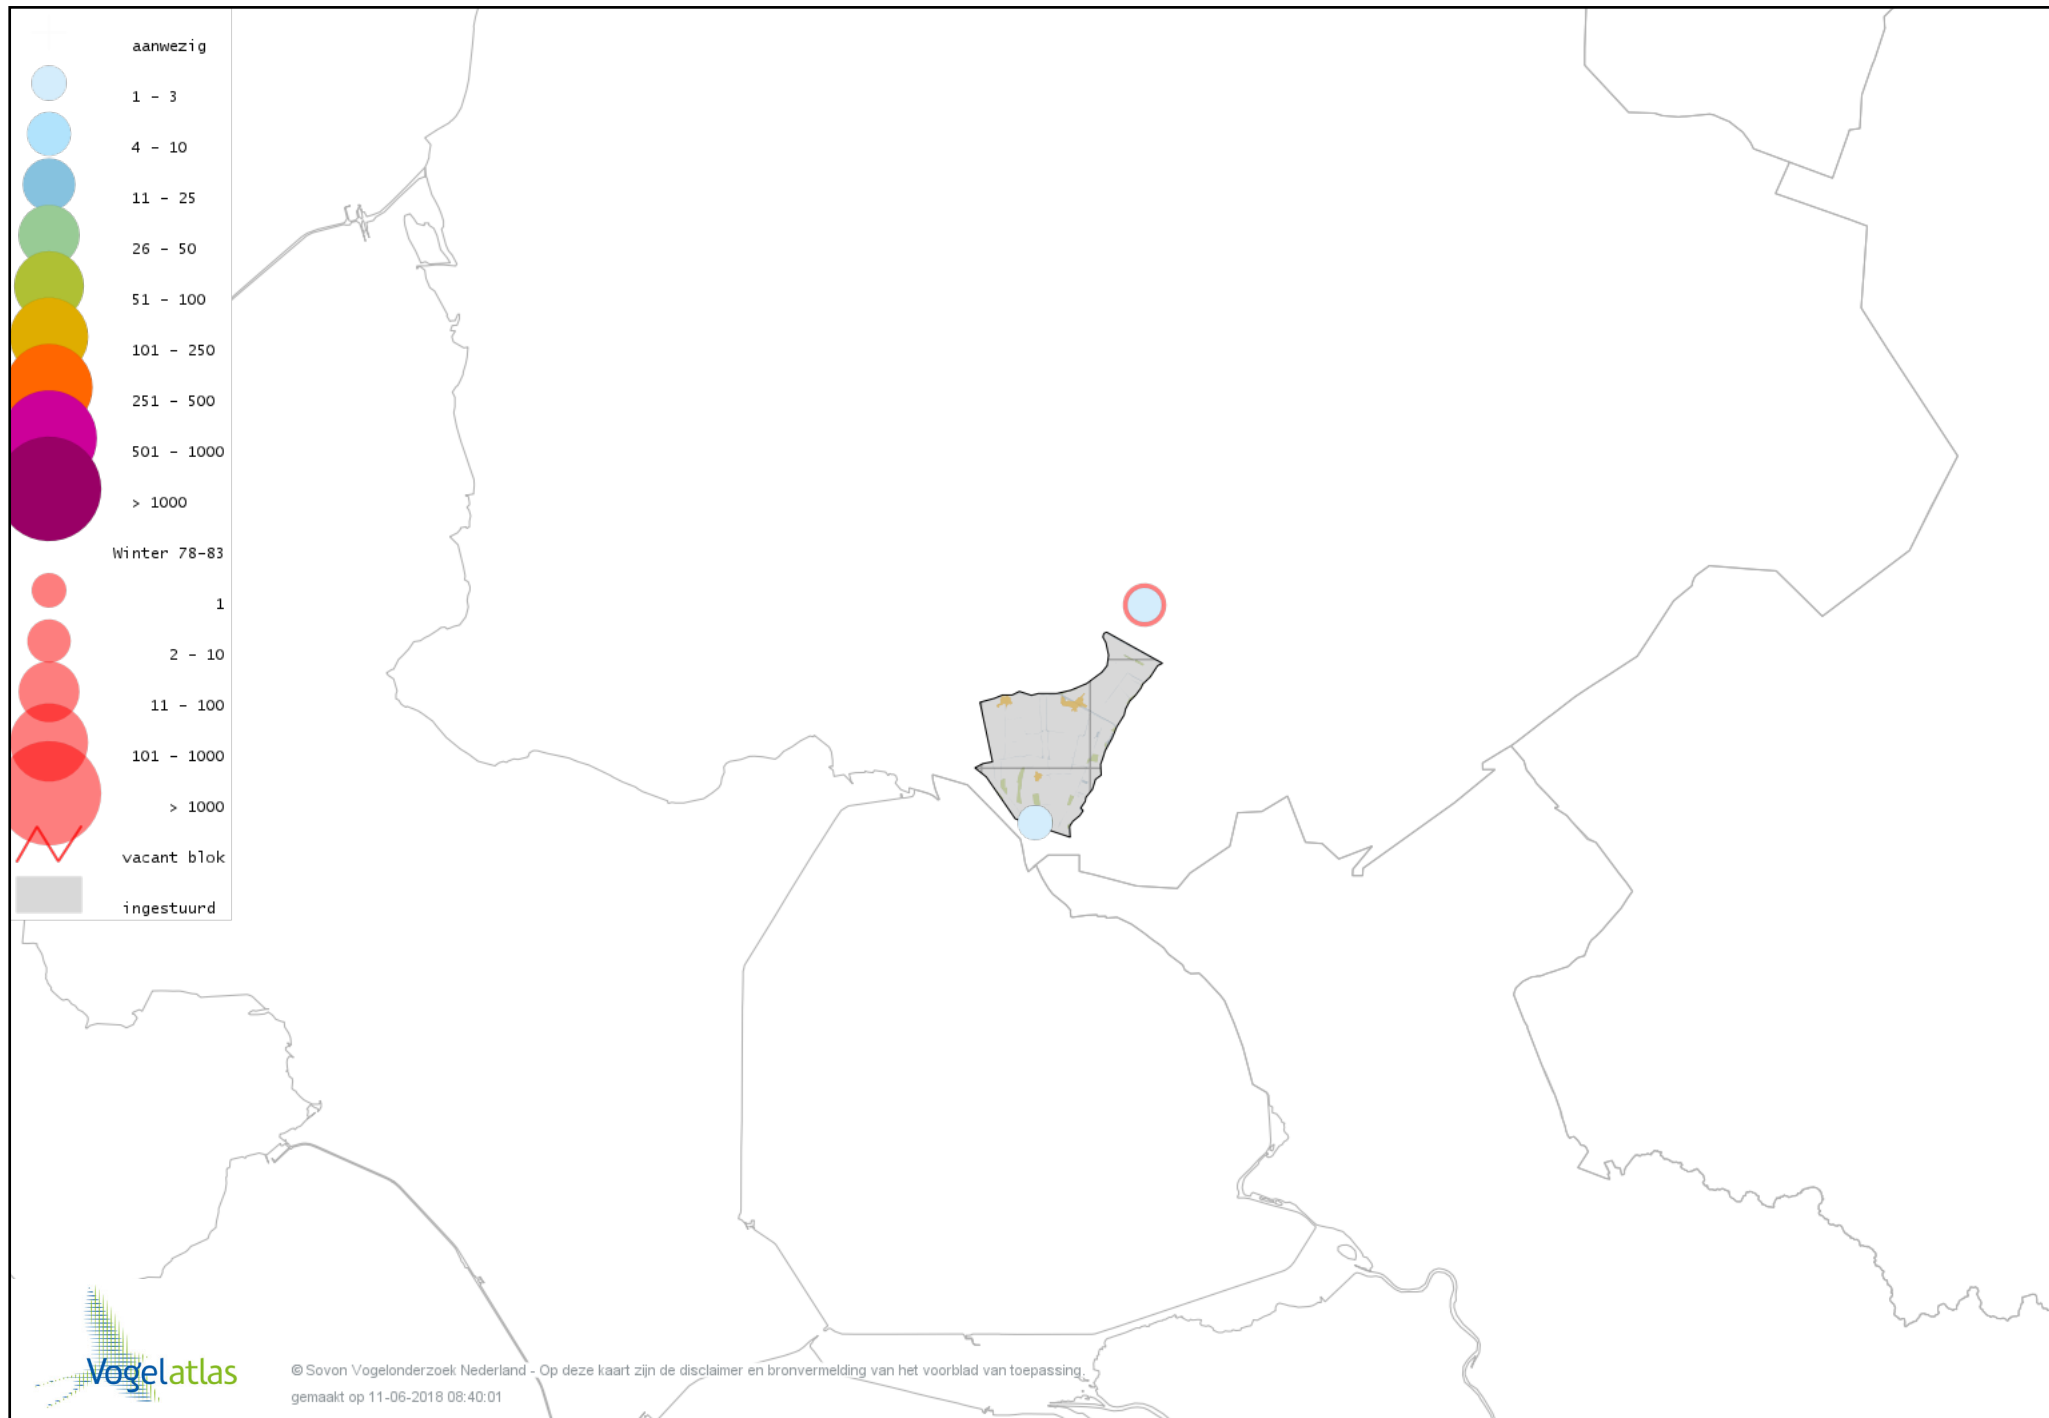 aanwezig
1 - 3
4 - 10
11 - 25
26 - 50
51 - 100
101 - 250
251 - 500
501 - 1000
> 1000
Winter 78-83
1
2 - 10
11 - 100
101 - 1000
> 1000
vacant blok
ingestuurd
Vogelatlas
© Sovon Vogelonderzoek Nederland - Op deze kaart zijn de disclaimer en bronvermelding van het voorblad van toepassing.
gemaakt op 11-06-2018 08:40:01